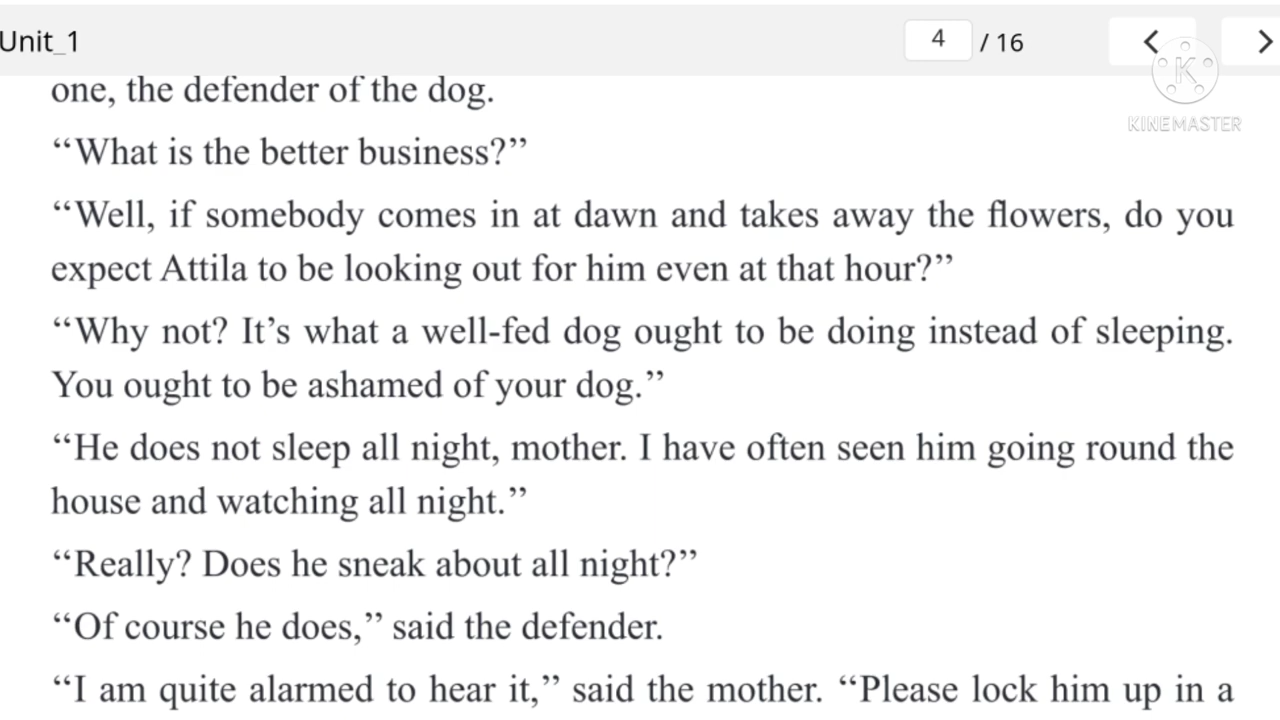 Unit_1 4 / 16
KINEMASTER
one, the defender of the dog.
“What is the better business?”
“Well, if somebody comes in at dawn and takes away the flowers, do you
expect Attila to be looking out for him even at that hour?”
“Why not? It’s what a well-fed dog ought to be doing instead of sleeping.
You ought to be ashamed of your dog.”
“He does not sleep all night, mother. I have often seen him going round the
house and watching all night.”
“Really? Does he sneak about all night?”
“Of course he does,” said the defender.
“I am quite alarmed to hear it,” said the mother. “Please lock him up in a